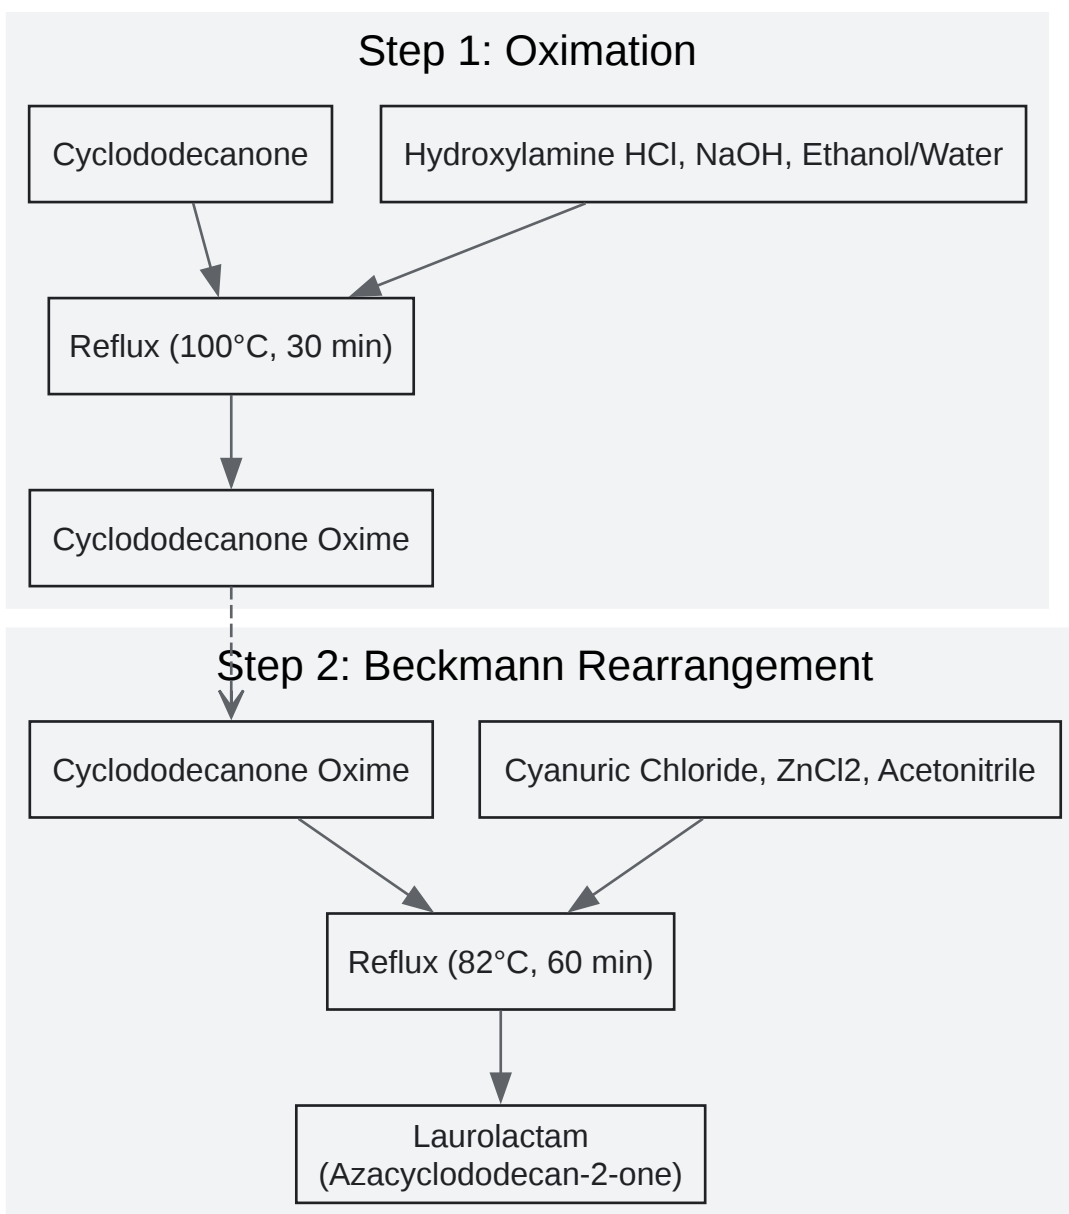 Step 1: Oximation
Cyclododecanone
Hydroxylamine HCl, NaOH, Ethanol/Water
Reflux (100°C, 30 min)
Cyclododecanone Oxime
Step 2: Beckmann Rearrangement
Cyclododecanone Oxime
Cyanuric Chloride, ZnCl2, Acetonitrile
Reflux (82°C, 60 min)
Laurolactam
(Azacyclododecan-2-one)